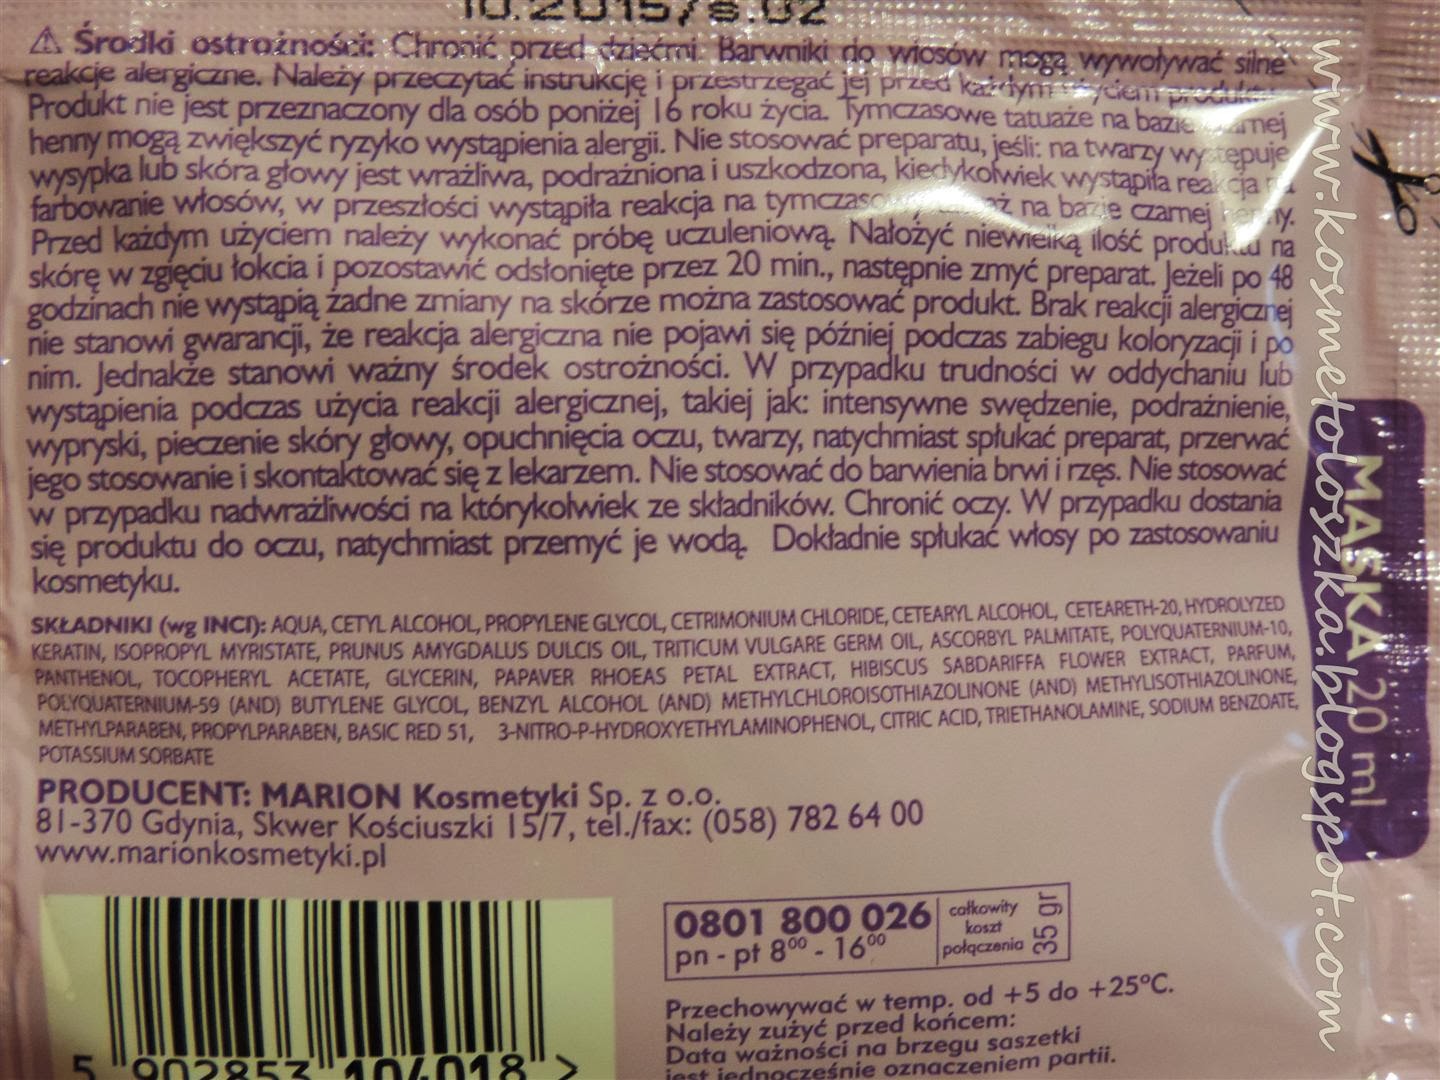 10.2015/s.02
⚠ Środki ostrożności: Chronić przed dziećmi. Barwniki do włosów mogą wywoływać silne
reakcje alergiczne. Należy przeczytać instrukcję i przestrzegać jej przed każdym użyciem produktu.
Produkt nie jest przeznaczony dla osób poniżej 16 roku życia. Tymczasowe tatuaże na bazie czarnej
henny mogą zwiększyć ryzyko wystąpienia alergii. Nie stosować preparatu, jeśli: na twarzy występuje
wysypka lub skóra głowy jest wrażliwa, podrażniona i uszkodzona, kiedykolwiek wystąpiła reakcja na
farbowanie włosów, w przeszłości wystąpiła reakcja na tymczasowy tatuaż na bazie czarnej henny.
Przed każdym użyciem należy wykonać próbę uczuleniową. Nałożyć niewielką ilość produktu na
skórę w zgięciu łokcia i pozostawić odsłonięte przez 20 min., następnie zmyć preparat. Jeżeli po 48
godzinach nie wystąpią żadne zmiany na skórze można zastosować produkt. Brak reakcji alergicznej
nie stanowi gwarancji, że reakcja alergiczna nie pojawi się później podczas zabiegu koloryzacji i po
nim. Jednakże stanowi ważny środek ostrożności. W przypadku trudności w oddychaniu lub
wystąpienia podczas użycia reakcji alergicznej, takiej jak: intensywne swędzenie, podrażnienie,
wypryski, pieczenie skóry głowy, opuchnięcia oczu, twarzy, natychmiast spłukać preparat, przerwać
jego stosowanie i skontaktować się z lekarzem. Nie stosować do barwienia brwi i rzęs. Nie stosować
w przypadku nadwrażliwości na którykolwiek ze składników. Chronić oczy. W przypadku dostania
się produktu do oczu, natychmiast przemyć je wodą. Dokładnie spłukać włosy po zastosowaniu
kosmetyku.
SKŁADNIKI (wg INCI): AQUA, CETYL ALCOHOL, PROPYLENE GLYCOL, CETRIMONIUM CHLORIDE, CETEARYL ALCOHOL, CETEARETH-20, HYDROLYZED
KERATIN, ISOPROPYL MYRISTATE, PRUNUS AMYGDALUS DULCIS OIL, TRITICUM VULGARE GERM OIL, ASCORBYL PALMITATE, POLYQUATERNIUM-10,
PANTHENOL, TOCOPHERYL ACETATE, GLYCERIN, PAPAVER RHOEAS PETAL EXTRACT, HIBISCUS SABDARIFFA FLOWER EXTRACT, PARFUM,
POLYQUATERNIUM-59 (AND) BUTYLENE GLYCOL, BENZYL ALCOHOL (AND) METHYLCHLOROISOTHIAZOLINONE (AND) METHYLISOTHIAZOLINONE,
METHYLPARABEN, PROPYLPARABEN, BASIC RED 51, 3-NITRO-P-HYDROXYETHYLAMINOPHENOL, CITRIC ACID, TRIETHANOLAMINE, SODIUM BENZOATE,
POTASSIUM SORBATE
PRODUCENT: MARION Kosmetyki Sp. z o.o.
81-370 Gdynia, Skwer Kościuszki 15/7, tel./fax: (058) 782 64 00
www.marionkosmetyki.pl
5 902853 104018 >
0801 800 026
pn - pt 8⁰⁰ - 16⁰⁰
całkowity
koszt
połączenia
35 gr
Przechowywać w temp. od +5 do +25°C.
Należy zużyć przed końcem:
Data ważności na brzegu saszetki
jest jednocześnie oznaczeniem partii.
MASKA 20 ml
www.kosmetoloszka.blogspot.com